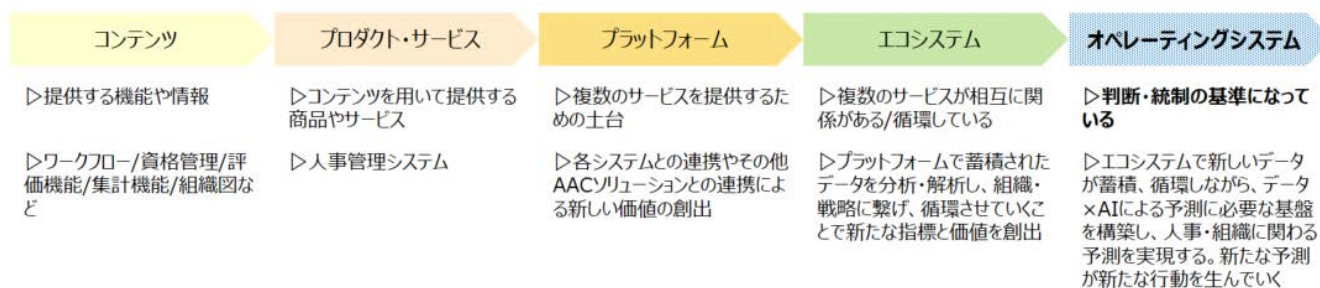 コンテンツ
プロダクト・サービス
プラットフォーム
エコシステム
オペレーティングシステム
▷提供する機能や情報
▷ワークフロー/資格管理/評
価機能/集計機能/組織図な
ど
▷コンテンツを用いて提供する
商品やサービス
▷人事管理システム
▷複数のサービスを提供するた
めの土台
▷各システムとの連携やその他
AACソリューションとの連携によ
る新しい価値の創出
▷複数のサービスが相互に関
係がある/循環している
▷プラットフォームで蓄積された
データを分析・解析し、組織・
戦略に繋げ、循環させていくこ
とで新たな指標と価値を創出
▷判断・統制の基準になって
いる
▷エコシステムで新しいデータ
が蓄積、循環しながら、データ
×AIによる予測に必要な基盤
を構築し、人事・組織に関わる
予測を実現する。新たな予測
が新たな行動を生んでいく